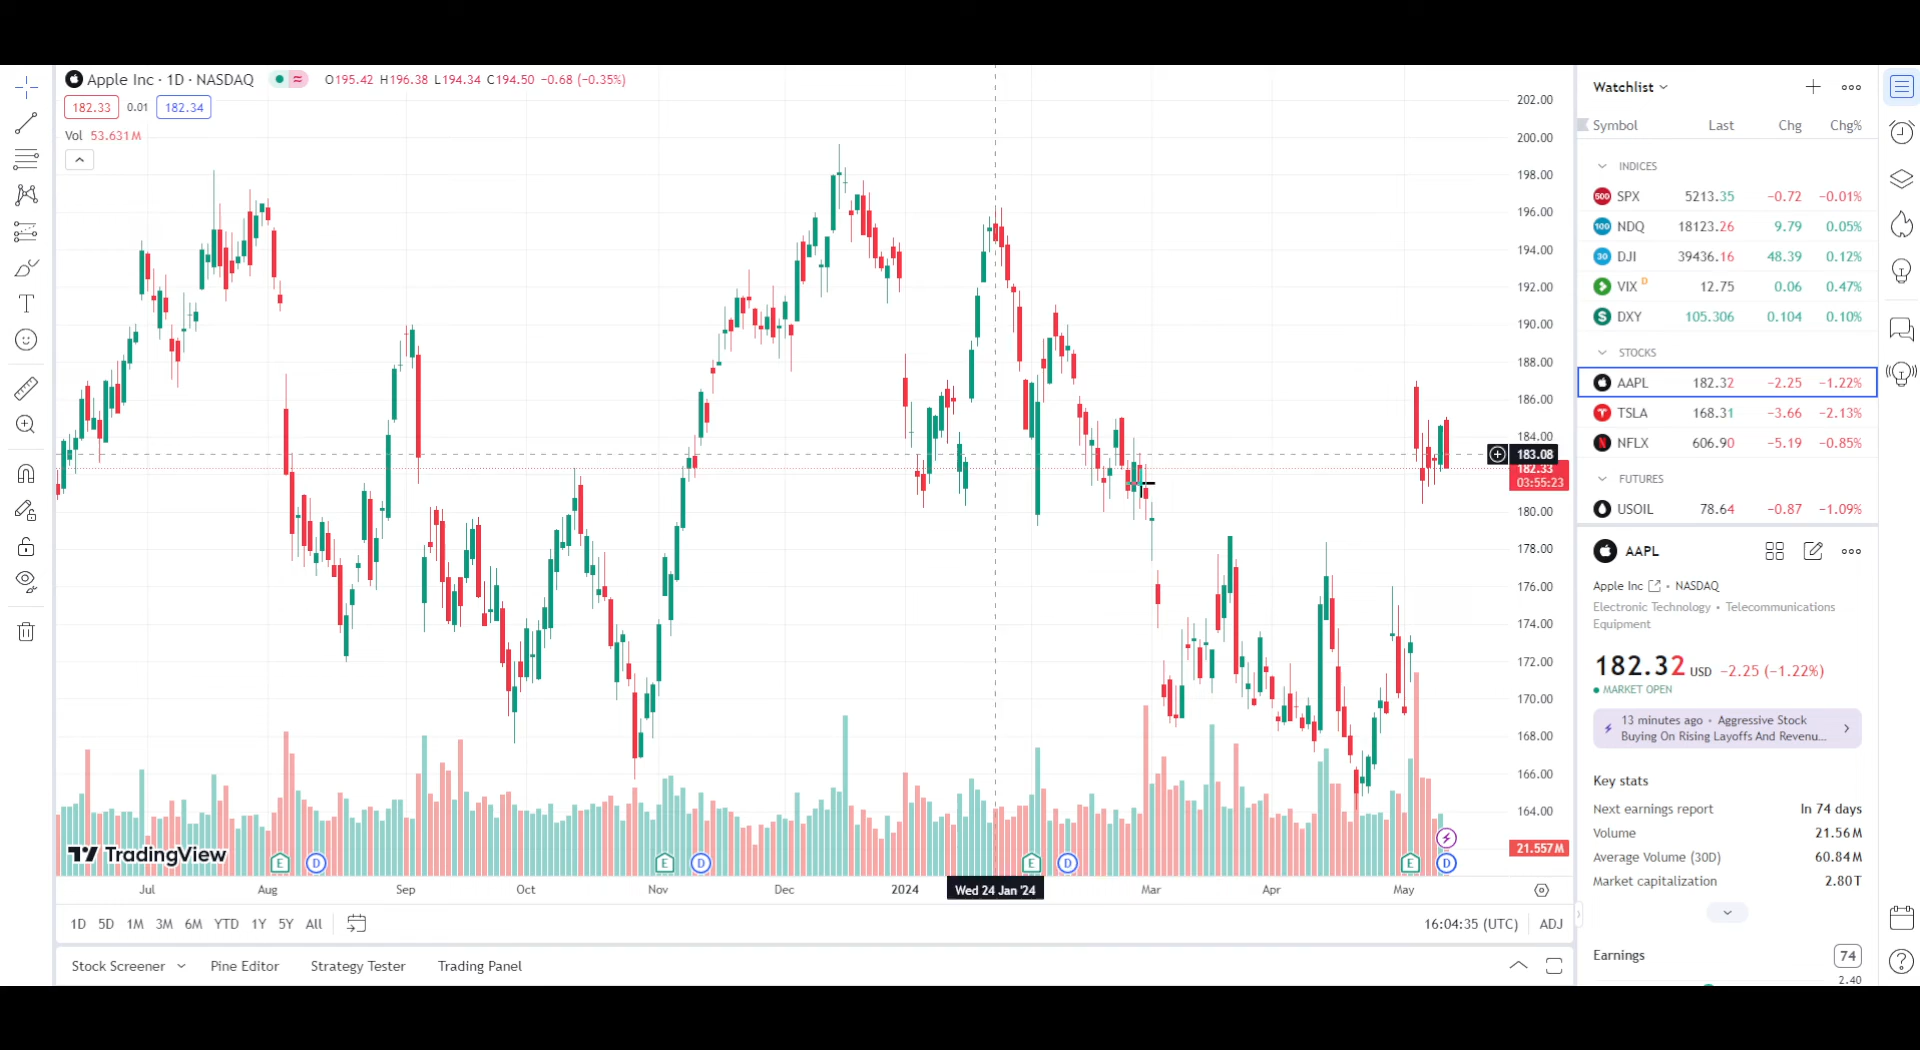 Apple Inc · 1D · NASDAQ O195.42 H196.38 L194.34 C194.50 −0.68 (−0.35%)
182.33 0.01 182.34
Vol 53.631M
202.00
200.00
198.00
196.00
194.00
192.00
190.00
188.00
186.00
184.00
183.08
182.33
03:55:23
180.00
178.00
176.00
174.00
172.00
170.00
168.00
166.00
164.00
21.557M
TradingView
E D E D E D E D
Jul Aug Sep Oct Nov Dec 2024 Wed 24 Jan '24 Mar Apr May
1D 5D 1M 3M 6M YTD 1Y 5Y All 16:04:35 (UTC) ADJ
Stock Screener Pine Editor Strategy Tester Trading Panel
Watchlist
Symbol Last Chg Chg%
INDICES
500 SPX 5213.35 −0.72 −0.01%
100 NDQ 18123.26 9.79 0.05%
30 DJI 39436.16 48.39 0.12%
VIX D 12.75 0.06 0.47%
S DXY 105.306 0.104 0.10%
STOCKS
AAPL 182.32 −2.25 −1.22%
TSLA 168.31 −3.66 −2.13%
NFLX 606.90 −5.19 −0.85%
FUTURES
USOIL 78.64 −0.87 −1.09%
AAPL
Apple Inc • NASDAQ
Electronic Technology • Telecommunications
Equipment
182.32 USD −2.25 (−1.22%)
MARKET OPEN
13 minutes ago • Aggressive Stock
Buying On Rising Layoffs And Revenu...
Key stats
Next earnings report In 74 days
Volume 21.56M
Average Volume (30D) 60.84M
Market capitalization 2.80T
Earnings 74
2.40